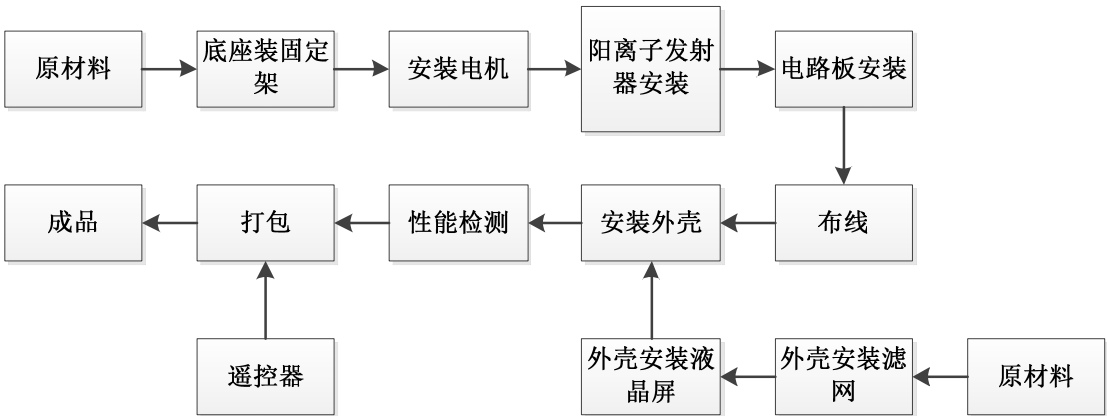 原材料
底座装固定
架
安装电机
阳离子发射
器安装
电路板安装
成品
打包
性能检测
安装外壳
布线
遥控器
外壳安装液
晶屏
外壳安装滤
网
原材料